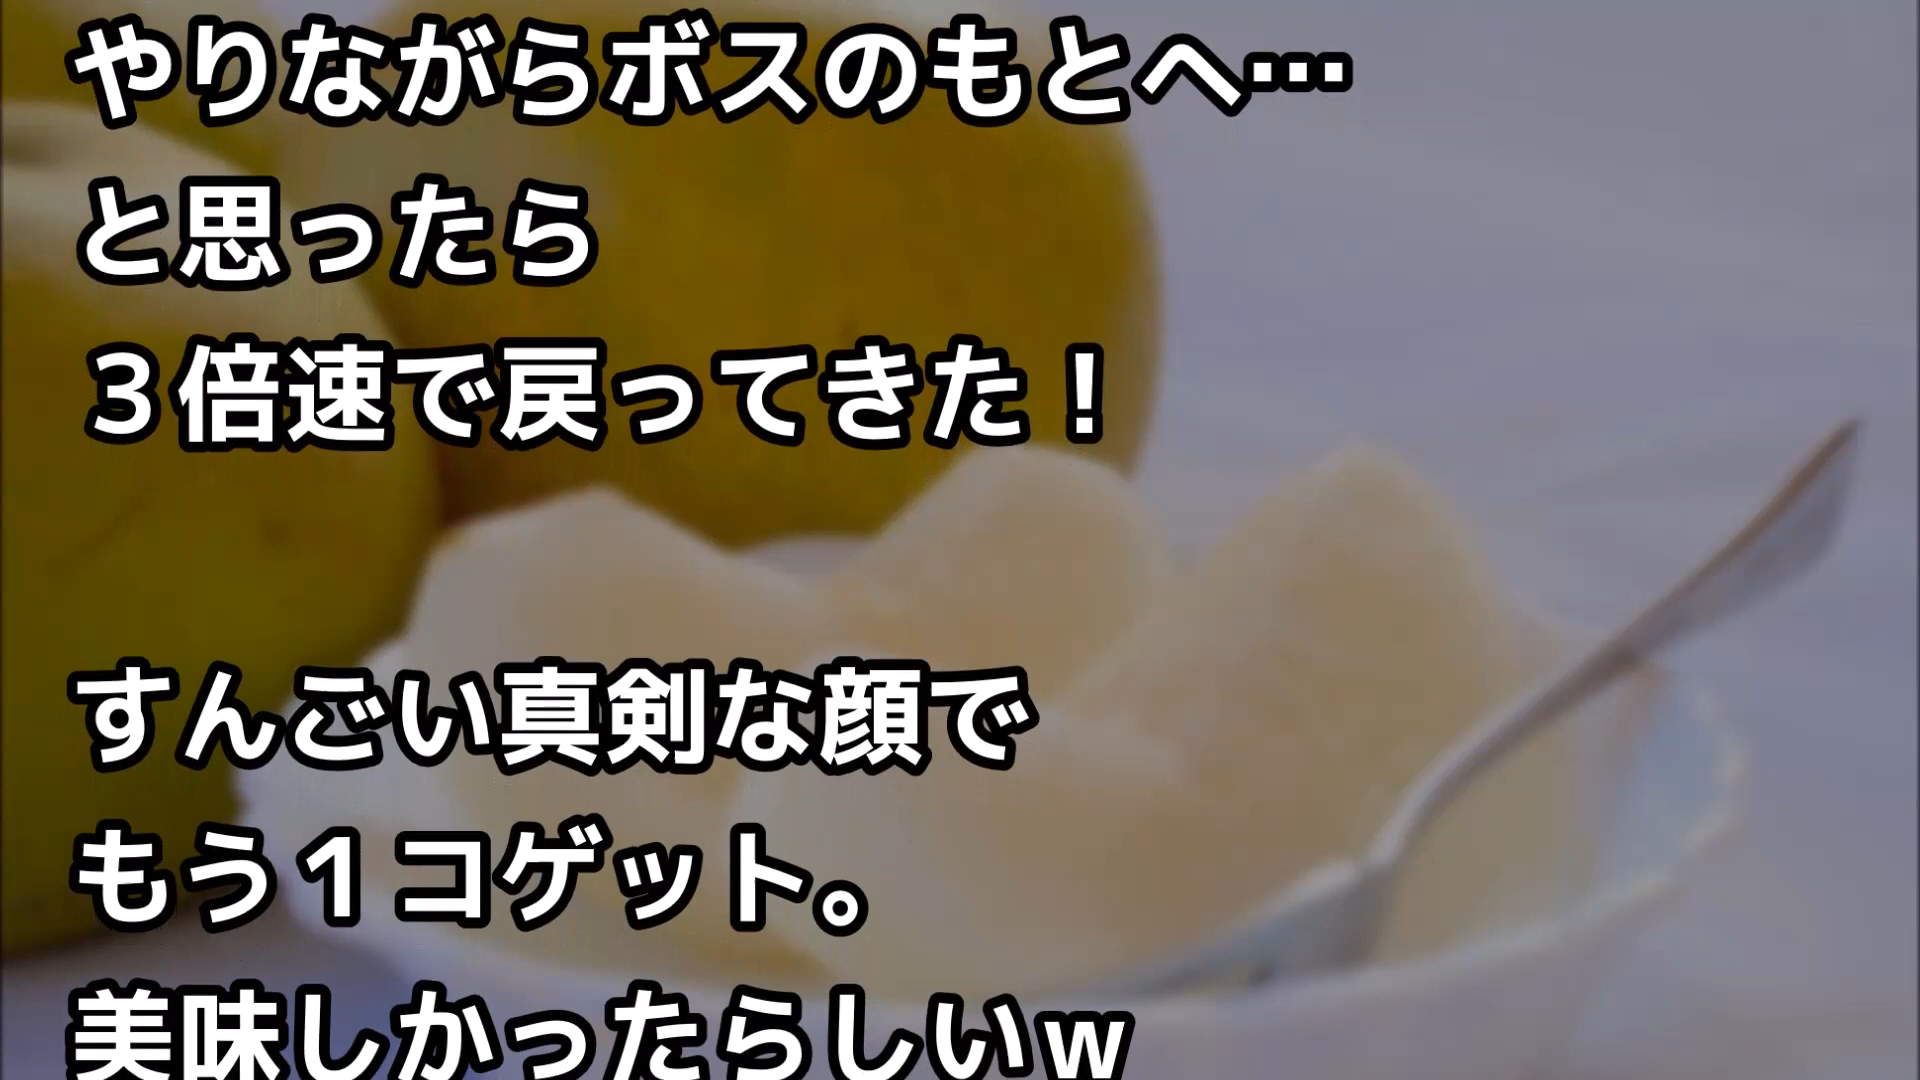 やりながらボスのもとへ…
と思ったら
３倍速で戻ってきた！
すんごい真剣な顔で
もう１コゲット。
美味しかったらしいｗ